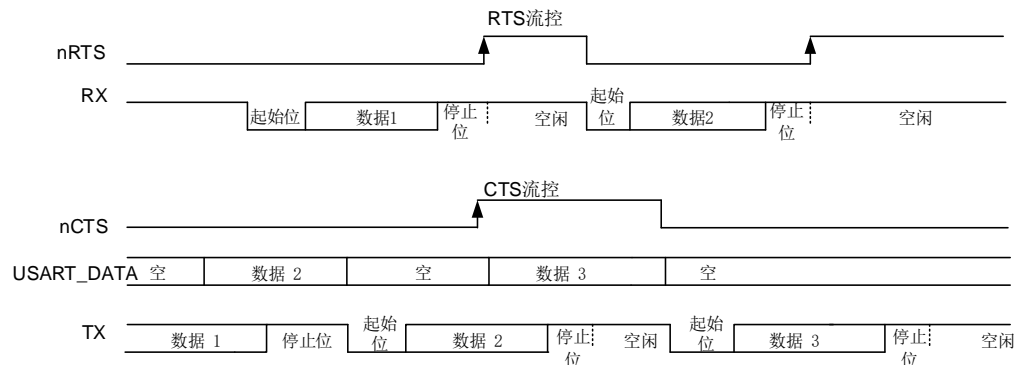 RTS流控
nRTS
RX
起始位
数据1
停止
位
空闲
起始
位
数据2
停止
位
空闲
CTS流控
nCTS
USART_DATA
空
数据 2
空
数据 3
空
TX
数据 1
停止位
起始
位
数据 2
停止
位
空闲
起始
位
数据 3
停止
位
空闲